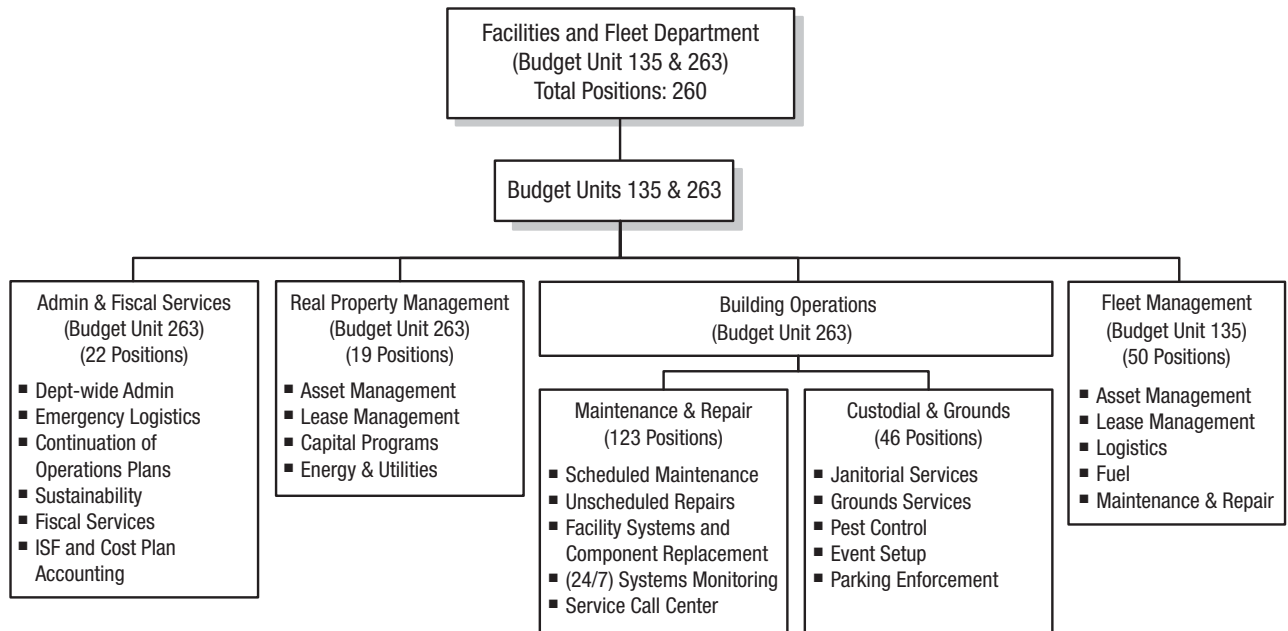 Facilities and Fleet Department
(Budget Unit 135 & 263)
Total Positions: 260
Budget Units 135 & 263
Admin & Fiscal Services
(Budget Unit 263)
(22 Positions)
■ Dept-wide Admin
■ Emergency Logistics
■ Continuation of
Operations Plans
■ Sustainability
■ Fiscal Services
■ ISF and Cost Plan
Accounting
Real Property Management
(Budget Unit 263)
(19 Positions)
■ Asset Management
■ Lease Management
■ Capital Programs
■ Energy & Utilities
Building Operations
(Budget Unit 263)
Maintenance & Repair
(123 Positions)
■ Scheduled Maintenance
■ Unscheduled Repairs
■ Facility Systems and
Component Replacement
■ (24/7) Systems Monitoring
■ Service Call Center
Custodial & Grounds
(46 Positions)
■ Janitorial Services
■ Grounds Services
■ Pest Control
■ Event Setup
■ Parking Enforcement
Fleet Management
(Budget Unit 135)
(50 Positions)
■ Asset Management
■ Lease Management
■ Logistics
■ Fuel
■ Maintenance & Repair